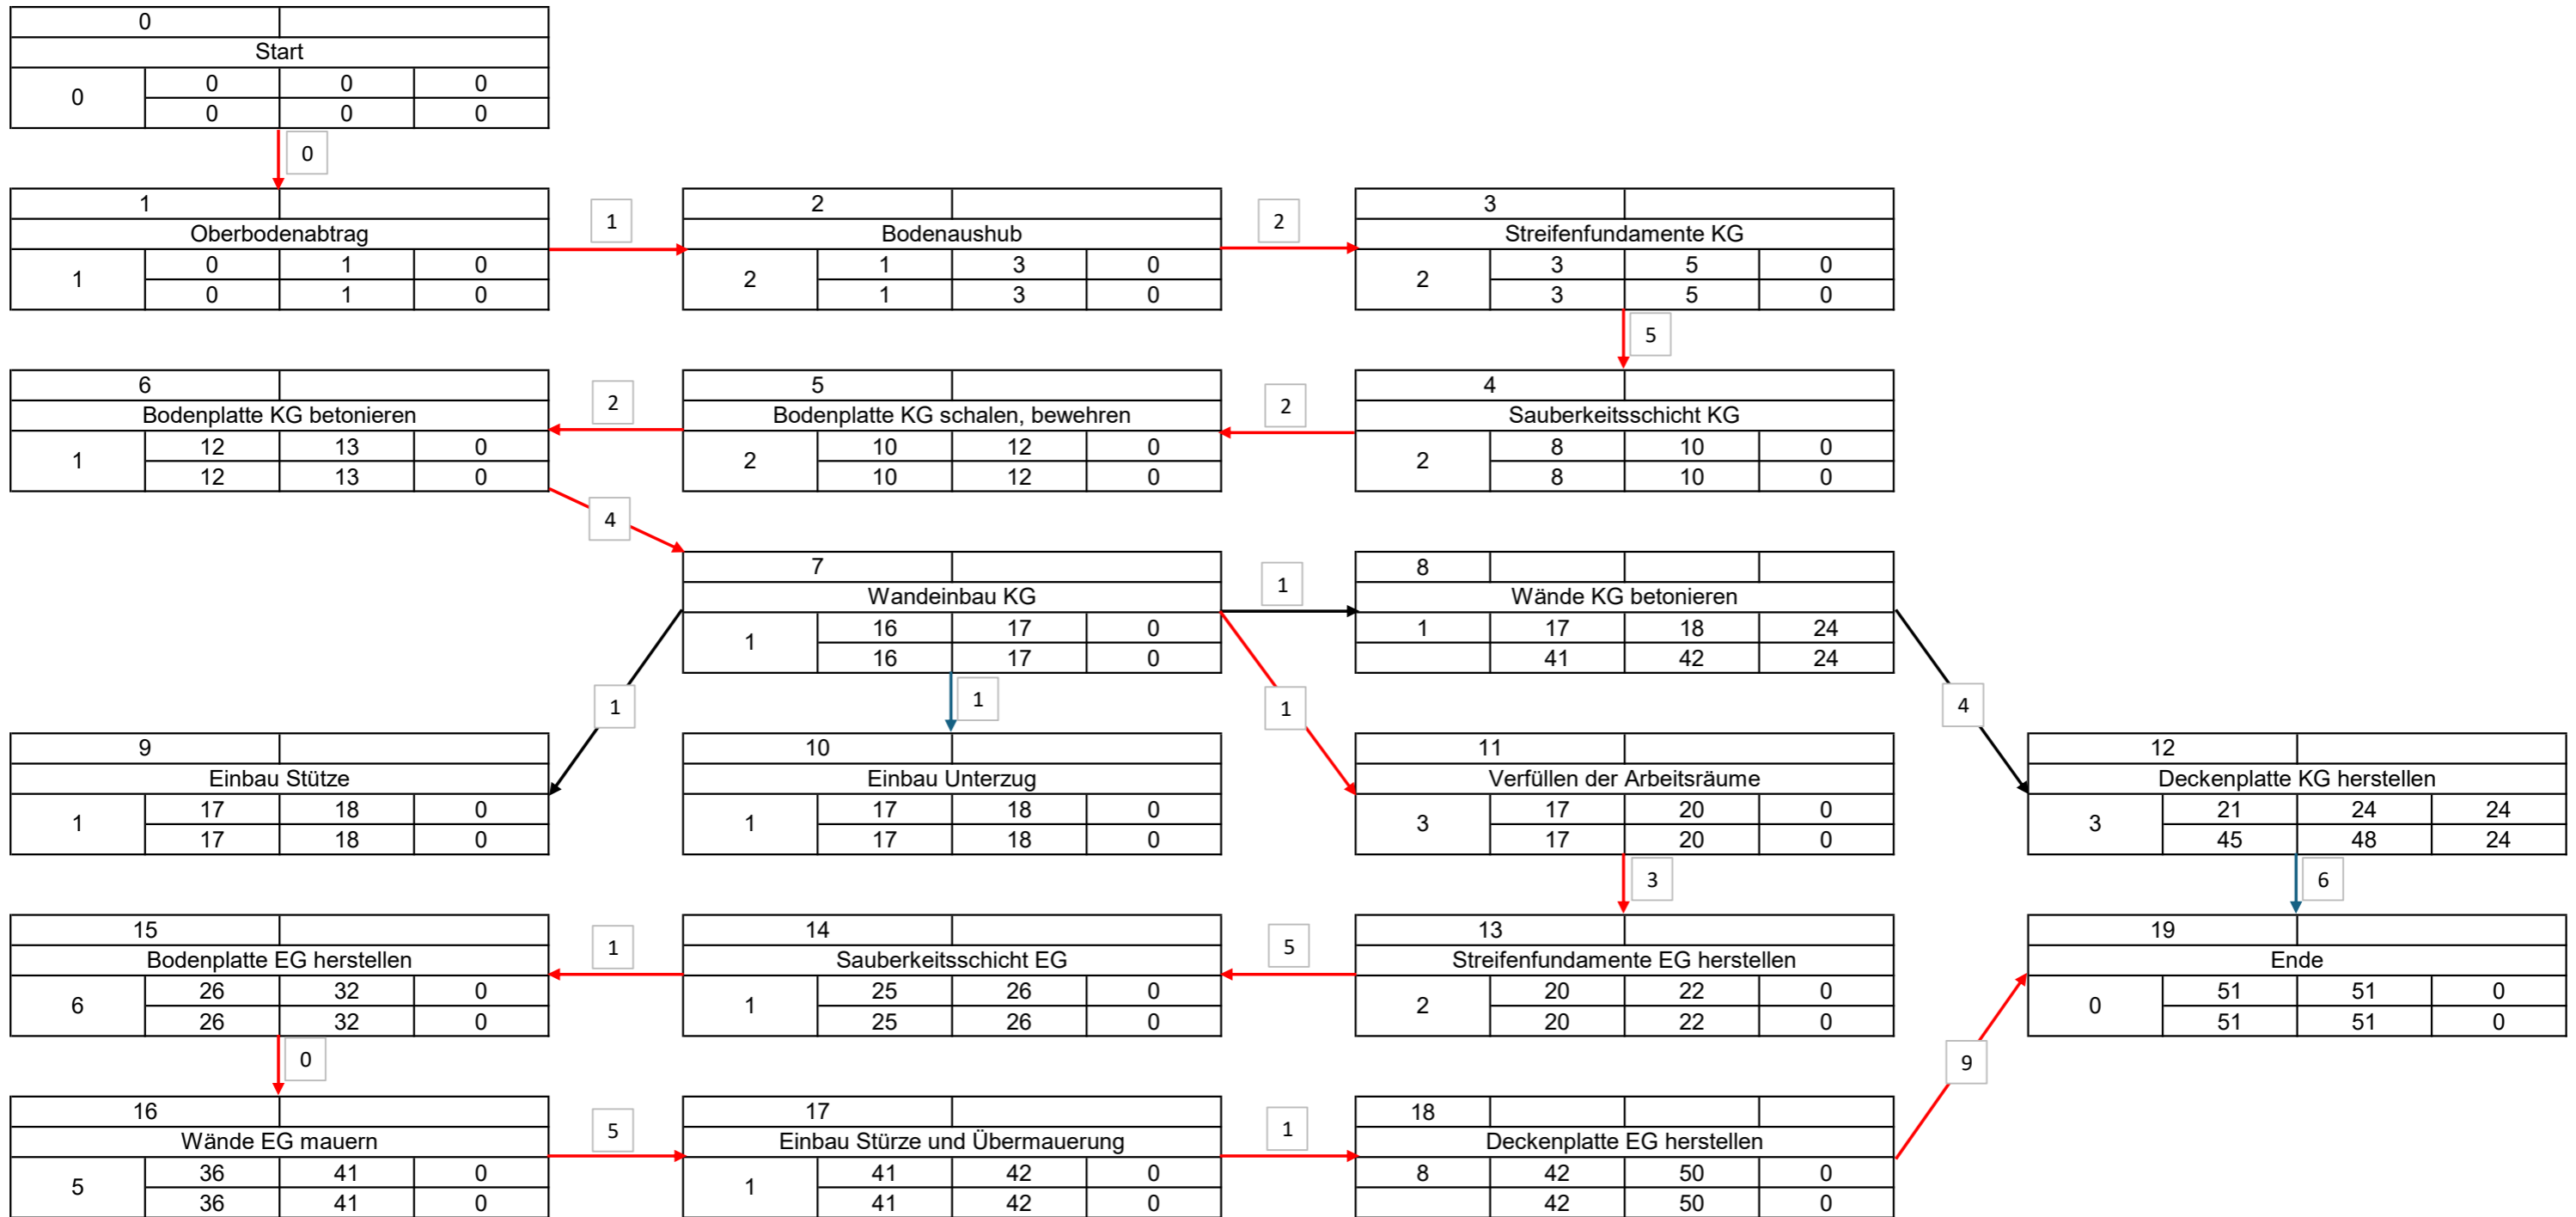 0
Start
0 0 0 0
0 0 0
0
1 2 3
1 2
Oberbodenabtrag Bodenaushub Streifenfundamente KG
1 0 1 0 2 1 3 0 2 3 5 0
0 1 0 1 3 0 3 5 0
5
6 5 4
2 2
Bodenplatte KG betonieren Bodenplatte KG schalen, bewehren Sauberkeitsschicht KG
1 12 13 0 2 10 12 0 2 8 10 0
12 13 0 10 12 0 8 10 0
4
7 8
1
Wandeinbau KG Wände KG betonieren
1 16 17 0 1 17 18 24
16 17 0 41 42 24
1 1 1 4
9 10 11 12
Einbau Stütze Einbau Unterzug Verfüllen der Arbeitsräume Deckenplatte KG herstellen
1 17 18 0 1 17 18 0 3 17 20 0 3 21 24 24
17 18 0 17 18 0 17 20 0 45 48 24
3 6
15 14 13 19
1 5
Bodenplatte EG herstellen Sauberkeitsschicht EG Streifenfundamente EG herstellen Ende
6 26 32 0 1 25 26 0 2 20 22 0 0 51 51 0
26 32 0 25 26 0 20 22 0 51 51 0
0 9
16 17 18
5 1
Wände EG mauern Einbau Stürze und Übermauerung Deckenplatte EG herstellen
5 36 41 0 1 41 42 0 8 42 50 0
36 41 0 41 42 0 42 50 0